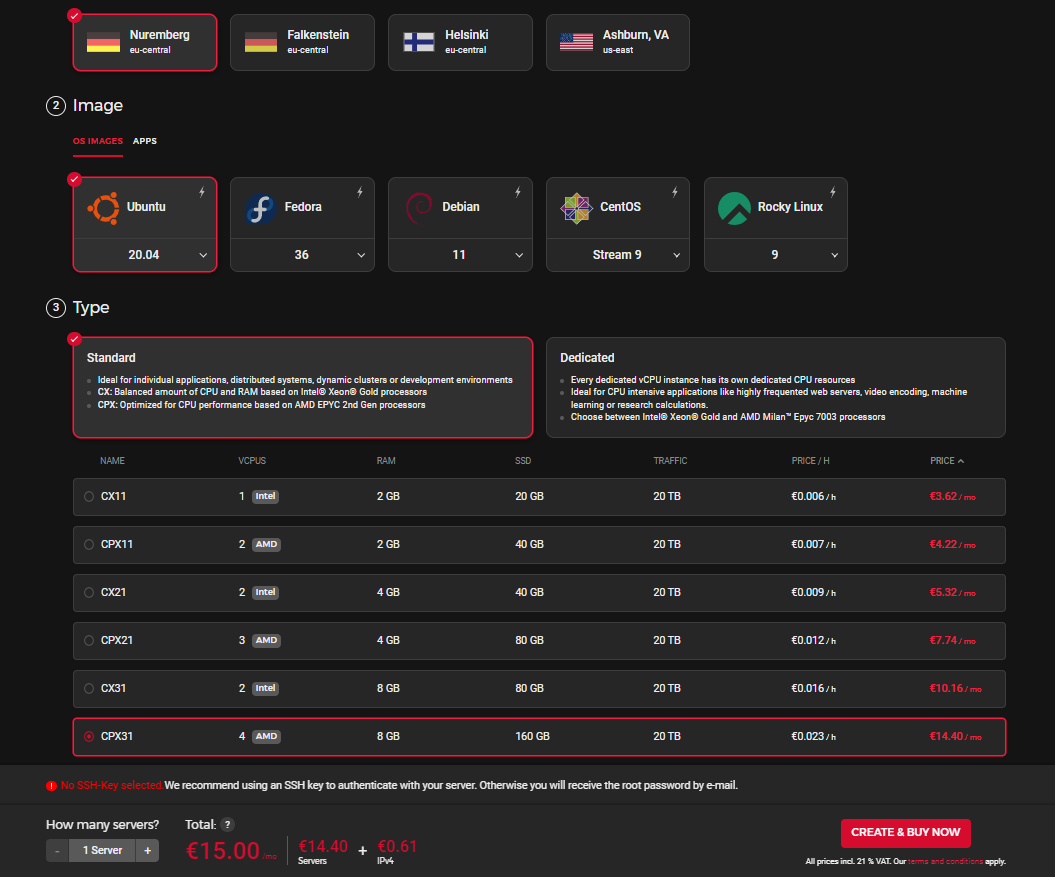 Nuremberg
eu-central
Falkenstein
eu-central
Helsinki
eu-central
Ashburn, VA
us-east
2 Image
OS IMAGES APPS
Ubuntu
20.04
Fedora
36
Debian
11
CentOS
Stream 9
Rocky Linux
9
3 Type
Standard
Ideal for individual applications, distributed systems, dynamic clusters or development environments
CX: Balanced amount of CPU and RAM based on Intel® Xeon® Gold processors
CPX: Optimized for CPU performance based on AMD EPYC 2nd Gen processors
Dedicated
Every dedicated vCPU instance has its own dedicated CPU resources
Ideal for CPU intensive applications like highly frequented web servers, video encoding, machine
learning or research calculations.
Choose between Intel® Xeon® Gold and AMD Milan™ Epyc 7003 processors
NAME VCPUS RAM SSD TRAFFIC PRICE / H PRICE
CX11 1 Intel 2 GB 20 GB 20 TB €0.006 / h €3.62 / mo
CPX11 2 AMD 2 GB 40 GB 20 TB €0.007 / h €4.22 / mo
CX21 2 Intel 4 GB 40 GB 20 TB €0.009 / h €5.32 / mo
CPX21 3 AMD 4 GB 80 GB 20 TB €0.012 / h €7.74 / mo
CX31 2 Intel 8 GB 80 GB 20 TB €0.016 / h €10.16 / mo
CPX31 4 AMD 8 GB 160 GB 20 TB €0.023 / h €14.40 / mo
! No SSH-Key selected. We recommend using an SSH key to authenticate with your server. Otherwise you will receive the root password by e-mail.
How many servers?
- 1 Server +
Total: ?
€15.00 /mo
€14.40
Servers
+
€0.61
IPv4
CREATE & BUY NOW
All prices incl. 21 % VAT. Our terms and conditions apply.